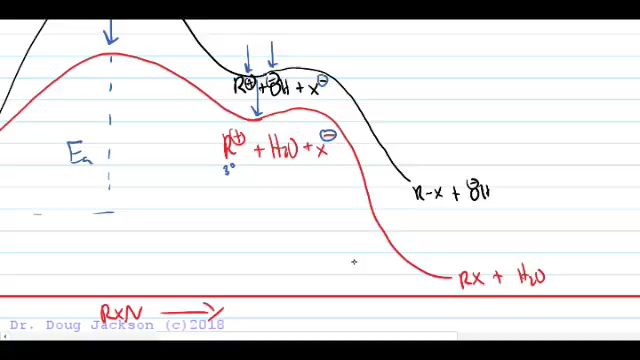 R⊕ + ⊖OH + X⊖
R⊕ + H₂O + X⊖
3°
Ea
R-X + ⊖OH
RX + H₂O
RXN
Dr. Doug Jackson (c)2018